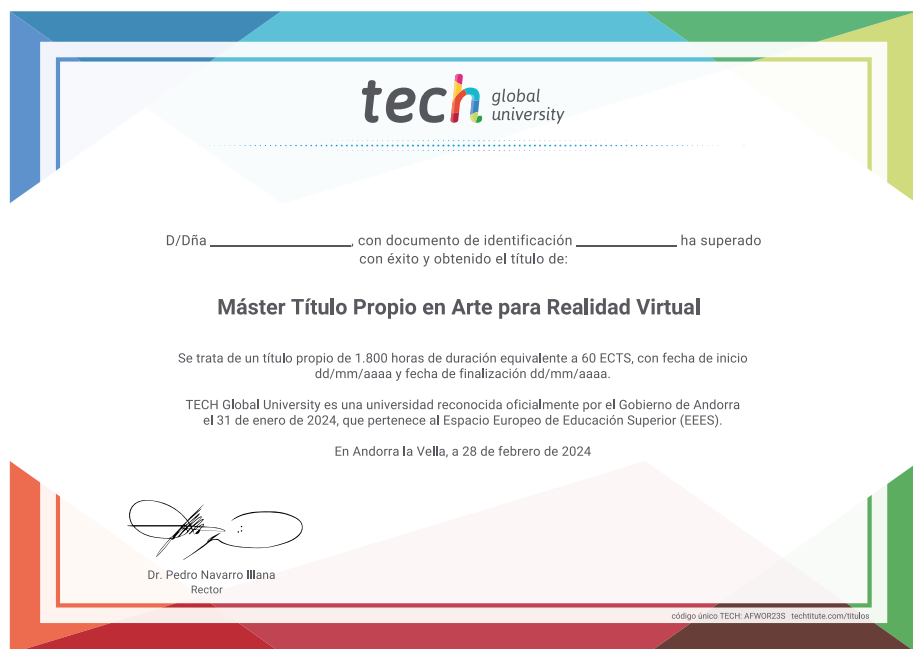 tech global university
D/Dña ____________________, con documento de identificación ______________ ha superado
con éxito y obtenido el título de:
Máster Título Propio en Arte para Realidad Virtual
Se trata de un título propio de 1.800 horas de duración equivalente a 60 ECTS, con fecha de inicio
dd/mm/aaaa y fecha de finalización dd/mm/aaaa.
TECH Global University es una universidad reconocida oficialmente por el Gobierno de Andorra
el 31 de enero de 2024, que pertenece al Espacio Europeo de Educación Superior (EEES).
En Andorra la Vella, a 28 de febrero de 2024
Dr. Pedro Navarro Illana
Rector
código único TECH: AFWOR23S techtitute.com/titulos